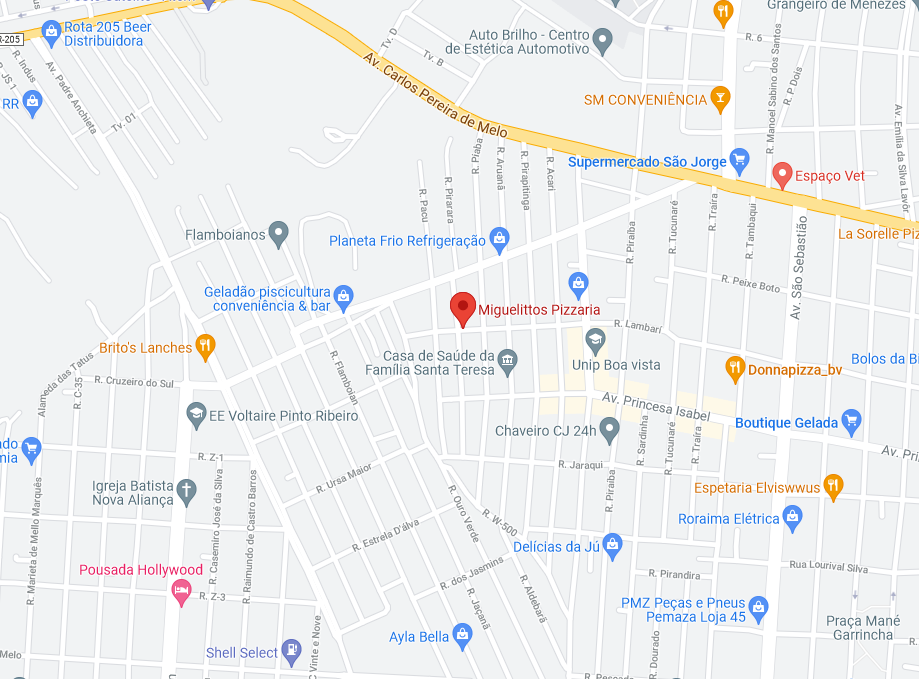 Grangeiro de Menezes
Rota 205 Beer
Distribuidora
R-205
Tv. D
Tv. B
Auto Brilho - Centro
de Estética Automotivo
R. 6
R. Manoel Sabino dos Santos
R. P Dois
R. Indus
R. JS 1
RR
Av. Padre Anchieta
Tv. 01
Av. Carlos Pereira de Melo
SM CONVENIÊNCIA
Av. Emília da Silva Lavôr
Supermercado São Jorge
Espaço Vet
R. Piaba
R. Aruanã
R. Pirapitinga
R. Acari
R. Pacu
R. Pirarara
R. Piraiba
R. Tucunaré
R. Traíra
R. Tambaqui
Av. São Sebastião
La Sorelle Piz
Flamboianos
Planeta Frio Refrigeração
R. Peixe Boto
Geladão piscicultura
conveniência & bar
Miguelittos Pizzaria
R. Lambarí
Brito's Lanches
Alameda das Tatus
R. Flamboian
Casa de Saúde da
Família Santa Teresa
Unip Boa vista
Donnapizza_bv
Bolos da B
R. C-35
R. Cruzeiro do Sul
Av. Princesa Isabel
EE Voltaire Pinto Ribeiro
Chaveiro CJ 24h
R. Sardinha
R. Tucunaré
R. Traíra
Boutique Gelada
Av. Pri
ado
mia
R. Z-1
R. Jaraqui
R. Ursa Maior
R. Piraiba
Igreja Batista
Nova Aliança
Espetaria Elviswwus
R. Marieta de Mello Marquês
R. Casemiro José da Silva
R. Raimundo de Castro Barros
R. Ouro Verde
R. W-500
Roraima Elétrica
R. Estrela D'álva
Delícias da Jú
Rua Lourival Silva
Pousada Hollywood
R. Z-3
R. dos Jasmins
R. Jaçanã
R. Aldebarã
R. Pirandira
PMZ Peças e Pneus
Pemaza Loja 45
Praça Mané
Garrincha
Ayla Bella
R. Dourado
Shell Select
C. Vinte e Nove
Melo